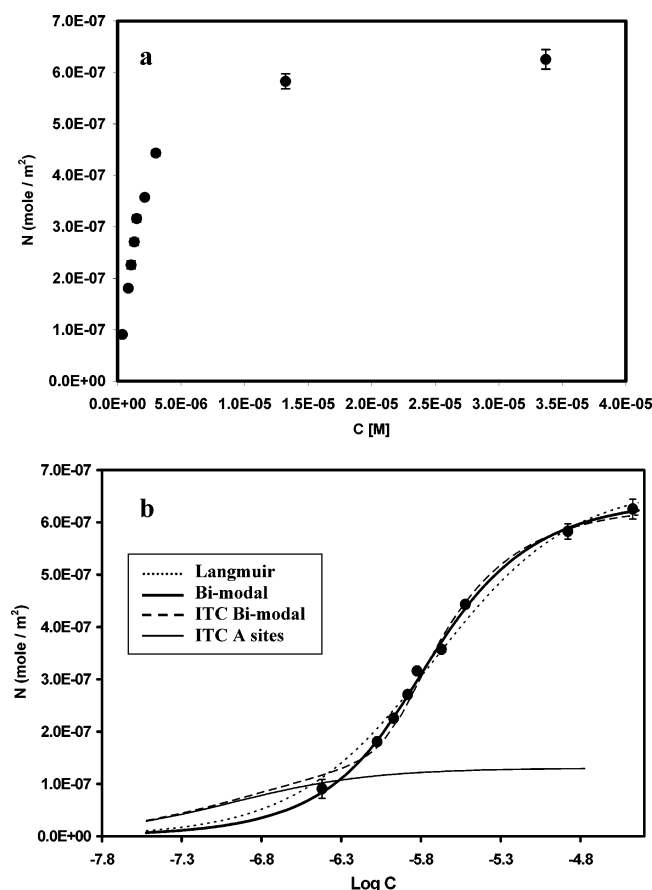 7.0E-07
a
6.0E-07
5.0E-07
4.0E-07
3.0E-07
2.0E-07
1.0E-07
0.0E+00
N (mole / m²)
0.0E+00 5.0E-06 1.0E-05 1.5E-05 2.0E-05 2.5E-05 3.0E-05 3.5E-05 4.0E-05
C [M]
7.0E-07
b
6.0E-07
5.0E-07
4.0E-07
3.0E-07
2.0E-07
1.0E-07
0.0E+00
N (mole / m²)
Langmuir
Bi-modal
ITC Bi-modal
ITC A sites
-7.8 -7.3 -6.8 -6.3 -5.8 -5.3 -4.8
Log C